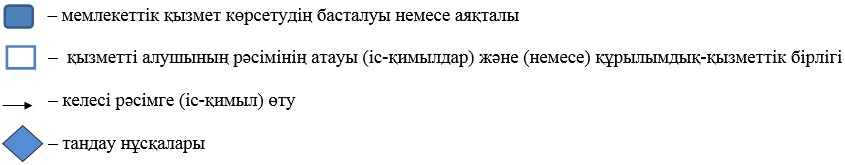 – мемлекеттік қызмет көрсетудің басталуы немесе аяқталы
– қызметті алушының рәсімінің атауы (іс-қимылдар) және (немесе) құрылымдық-қызметтік бірлігі
– келесі рәсімге (іс-қимыл) өту
– таңдау нұсқалары